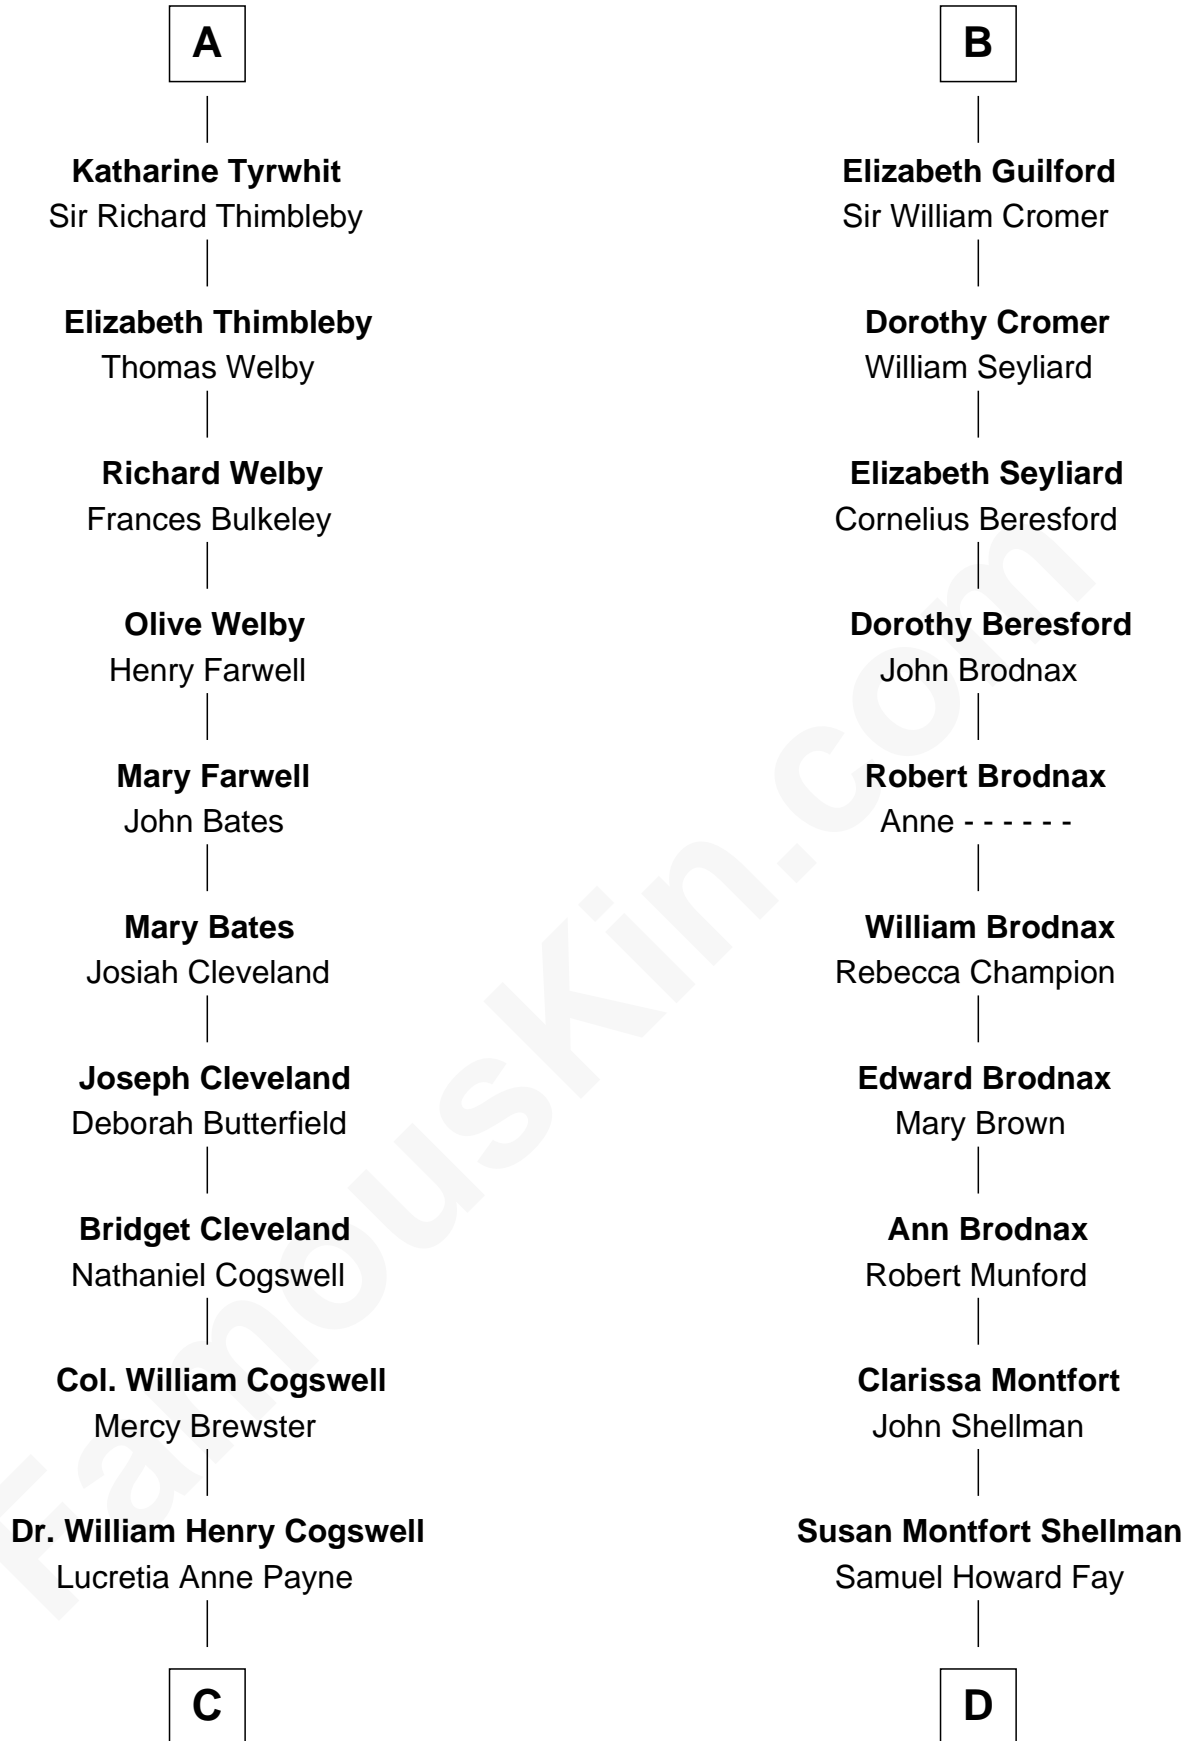 A
Katharine Tyrwhit
Sir Richard Thimbleby
Elizabeth Thimbleby
Thomas Welby
Richard Welby
Frances Bulkeley
Olive Welby
Henry Farwell
Mary Farwell
John Bates
Mary Bates
Josiah Cleveland
Joseph Cleveland
Deborah Butterfield
Bridget Cleveland
Nathaniel Cogswell
Col. William Cogswell
Mercy Brewster
Dr. William Henry Cogswell
Lucretia Anne Payne
C
B
Elizabeth Guilford
Sir William Cromer
Dorothy Cromer
William Seyliard
Elizabeth Seyliard
Cornelius Beresford
Dorothy Beresford
John Brodnax
Robert Brodnax
Anne - - - - - -
William Brodnax
Rebecca Champion
Edward Brodnax
Mary Brown
Ann Brodnax
Robert Munford
Clarissa Montfort
John Shellman
Susan Montfort Shellman
Samuel Howard Fay
D
FamousKin.com